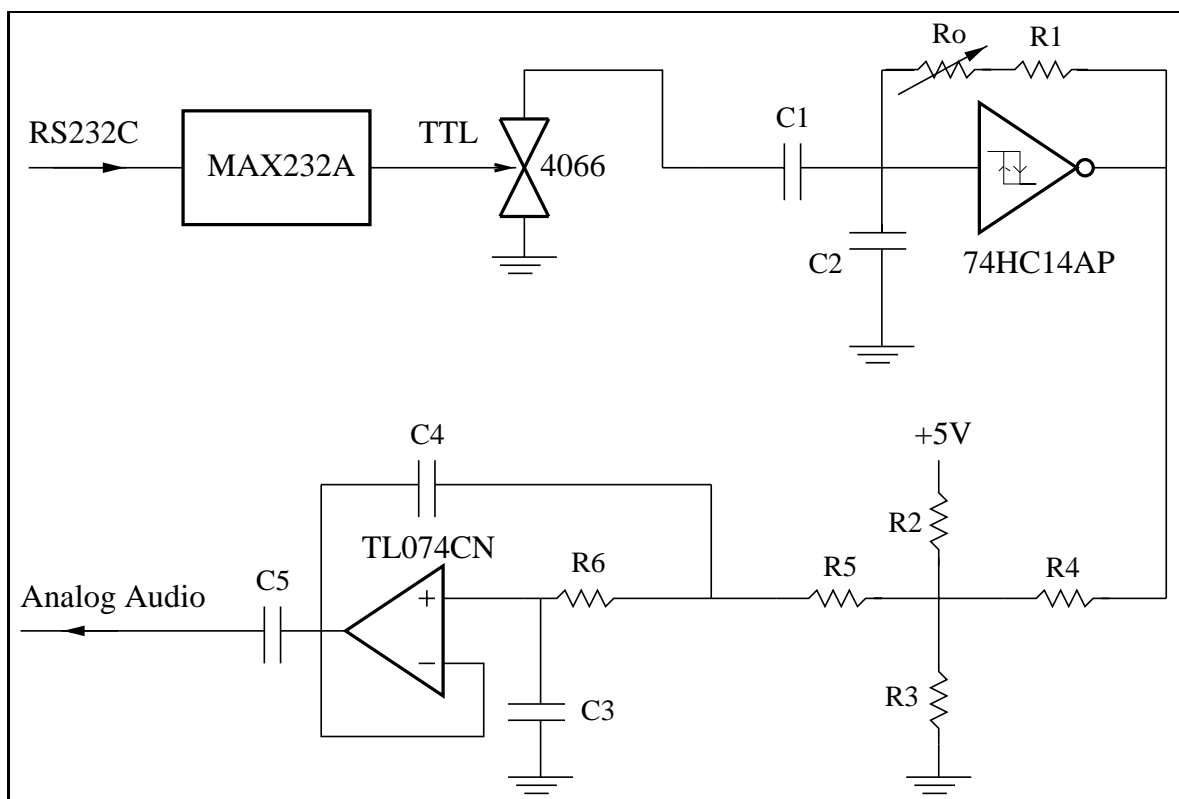 Ro
R1
RS232C
MAX232A
TTL
4066
C1
C2
74HC14AP
C4
+5V
R2
TL074CN
C5
R6
R5
R4
Analog Audio
+
−
C3
R3